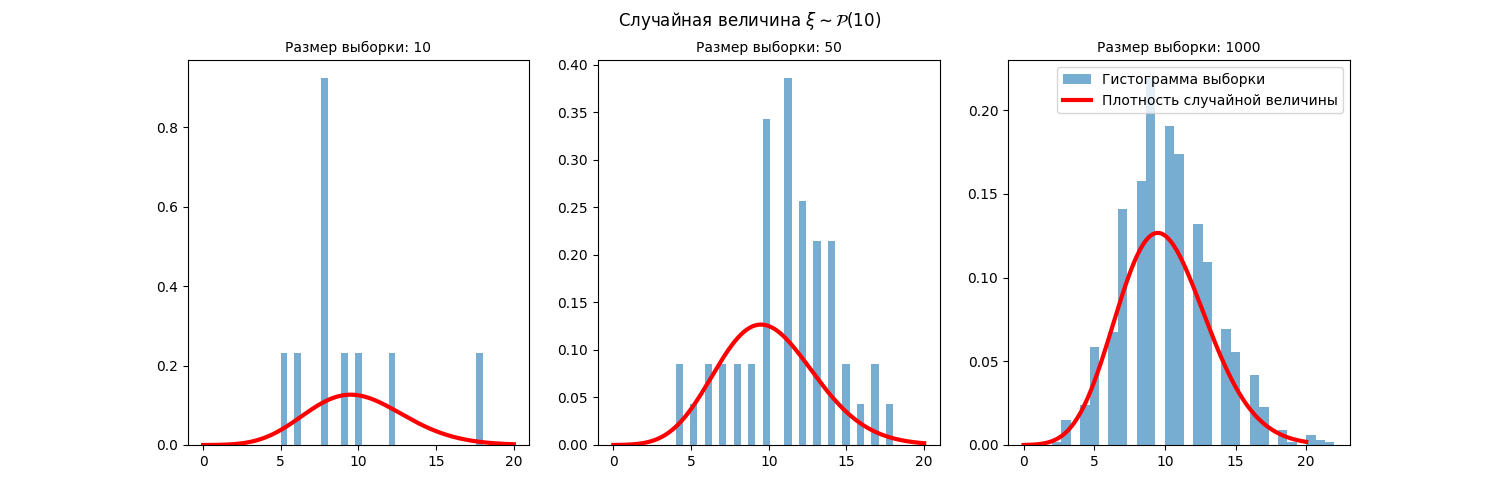 Случайная величина ξ ~ 𝒫(10)
Размер выборки: 10
0.8
0.6
0.4
0.2
0.0
0 5 10 15 20
Размер выборки: 50
0.40
0.35
0.30
0.25
0.20
0.15
0.10
0.05
0.00
0 5 10 15 20
Размер выборки: 1000
Гистограмма выборки
Плотность случайной величины
0.20
0.15
0.10
0.05
0.00
0 5 10 15 20